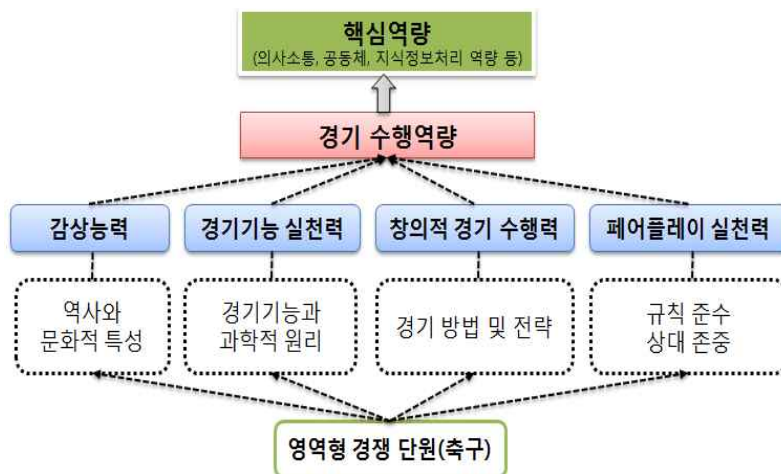 핵심역량
(의사소통, 공동체, 지식정보처리 역량 등)
경기 수행역량
감상능력
경기기능 실천력
창의적 경기 수행력
페어플레이 실천력
역사와
문화적 특성
경기기능과
과학적 원리
경기 방법 및 전략
규칙 준수
상대 존중
영역형 경쟁 단원(축구)